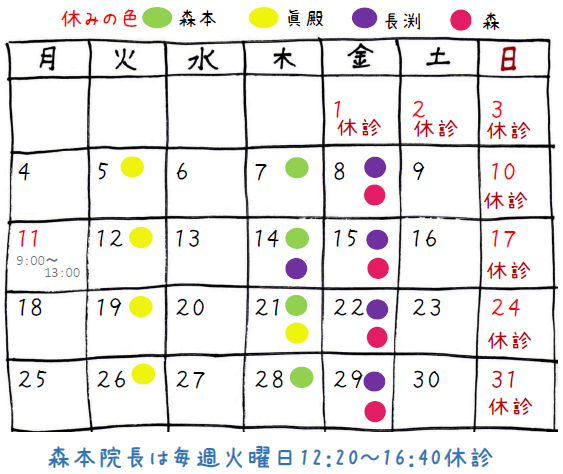 休みの色 森本 眞殿 長渕 森
月 火 水 木 金 土 日
1 2 3
休診 休診 休診
4 5 6 7 8 9 10
休診
11 12 13 14 15 16 17
9:00～
13:00 休診
18 19 20 21 22 23 24
休診
25 26 27 28 29 30 31
休診
森本院長は毎週火曜日12:20～16:40休診